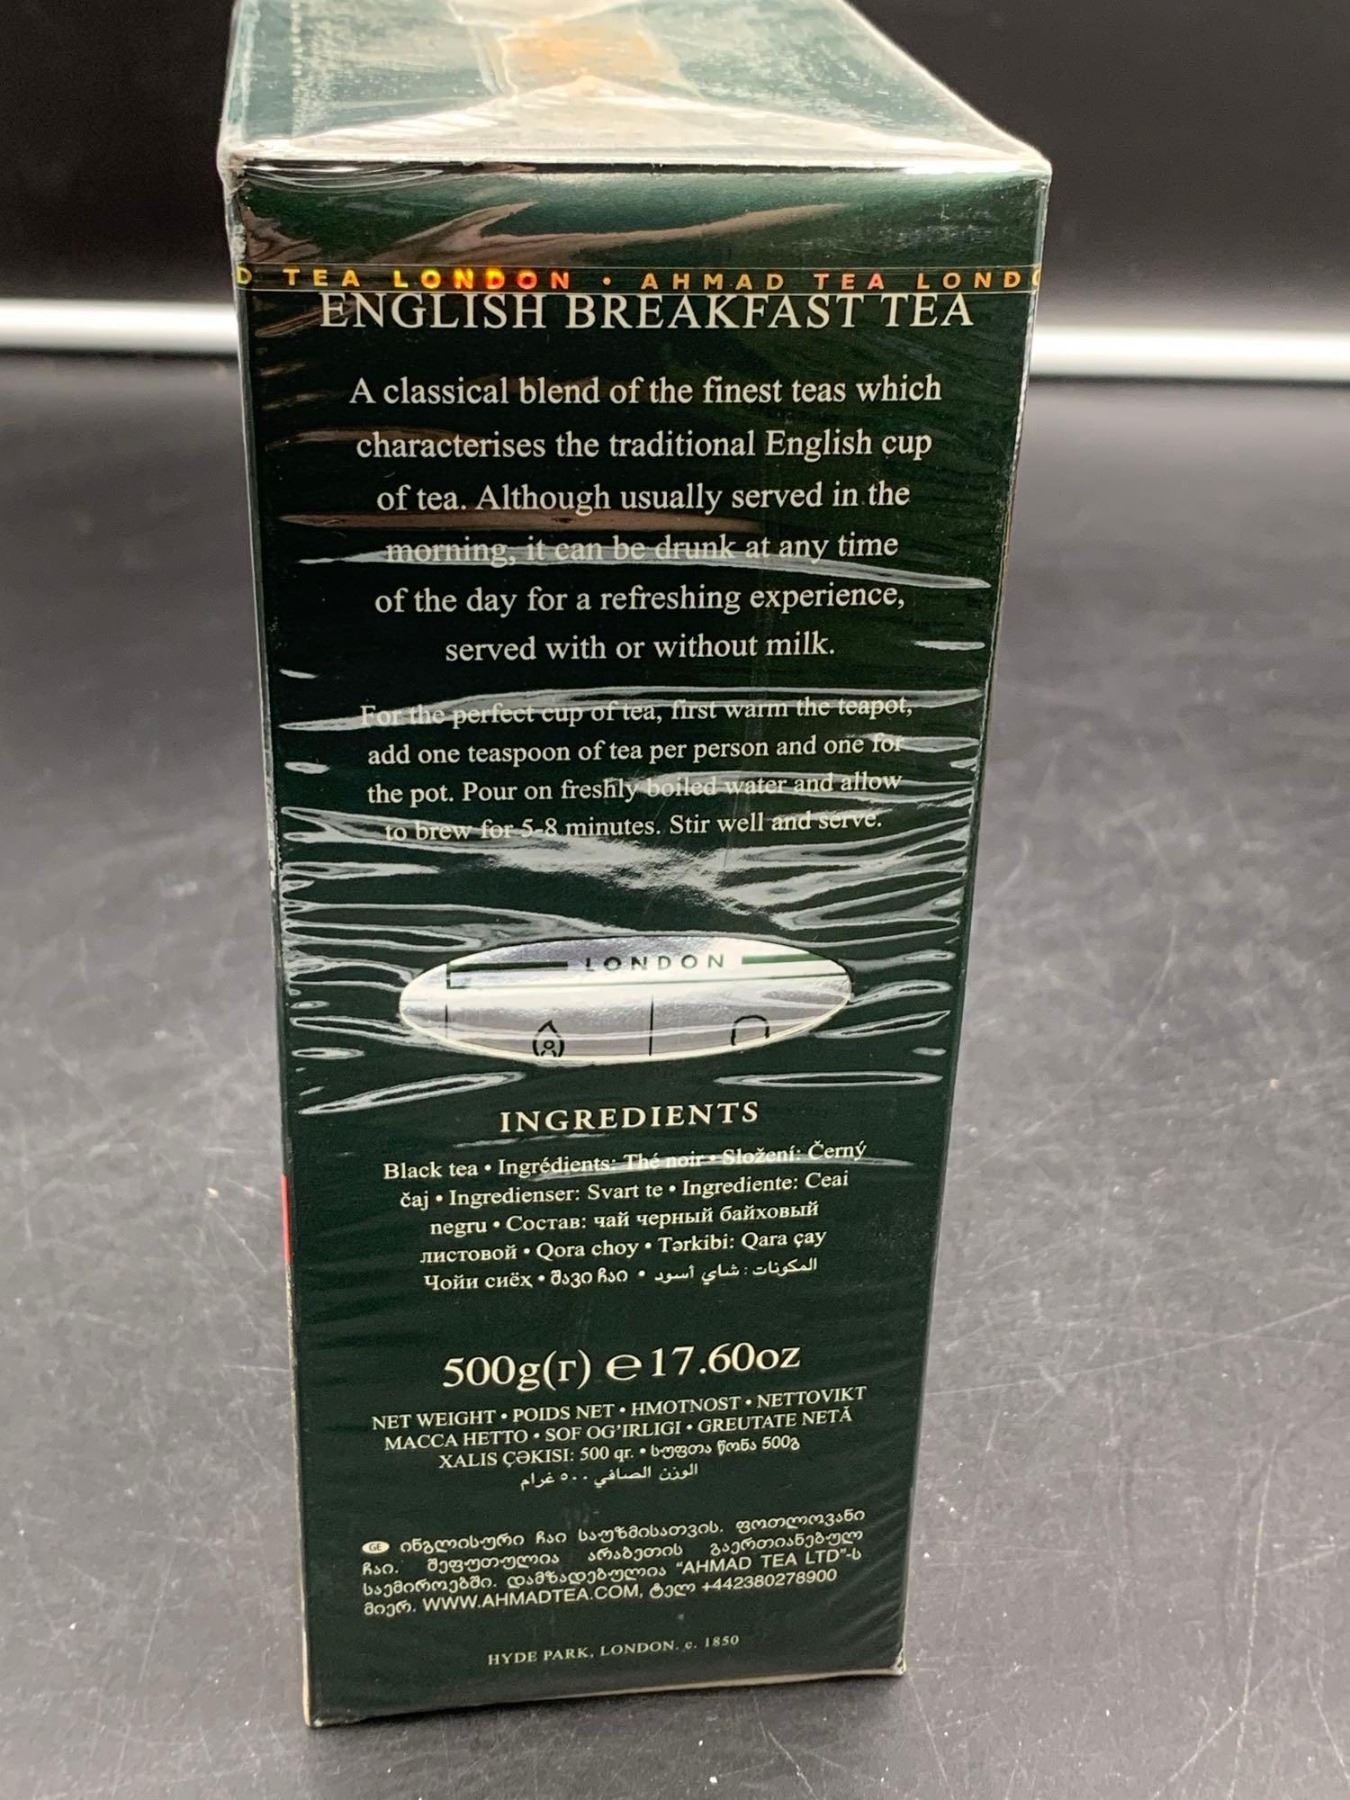 D TEA LONDON • AHMAD TEA LOND
ENGLISH BREAKFAST TEA
A classical blend of the finest teas which
characterises the traditional English cup
of tea. Although usually served in the
morning, it can be drunk at any time
of the day for a refreshing experience,
served with or without milk.
For the perfect cup of tea, first warm the teapot,
add one teaspoon of tea per person and one for
the pot. Pour on freshly boiled water and allow
to brew for 5-8 minutes. Stir well and serve.
LONDON
INGREDIENTS
Black tea • Ingrédients: Thé noir • Složení: Černý
čaj • Ingredienser: Svart te • Ingrediente: Ceai
negru • Состав: чай черный байховый
листовой • Qora choy • Tərkibi: Qara çay
Чойи сиёҳ • შავი ჩაი • المكونات: شاي أسود
500g(г) ℮ 17.60oz
NET WEIGHT • POIDS NET • HMOTNOST • NETTOVIKT
МАССА НЕТТО • SOF OG'IRLIGI • GREUTATE NETĂ
XALIS ÇƏKISI: 500 qr. • სუფთა წონა 500გ
الوزن الصافي ٥٠٠ غرام
GE ინგლისური ჩაი საუზმისათვის. ფოთლოვანი
ჩაი. შეფუთულია არაბეთის გაერთიანებულ
საემიროებში. დამზადებულია "AHMAD TEA LTD"-ს
მიერ. WWW.AHMADTEA.COM, ტელ +442380278900
HYDE PARK, LONDON. c. 1850